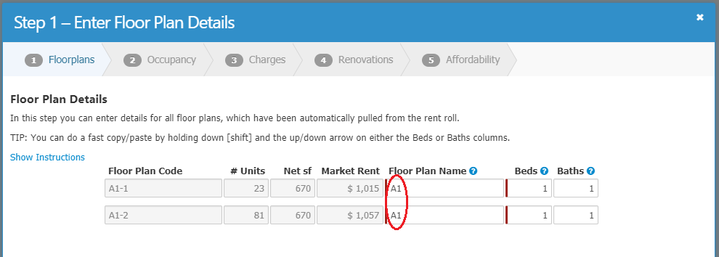 Step 1 – Enter Floor Plan Details
×
1 Floorplans 2 Occupancy 3 Charges 4 Renovations 5 Affordability
Floor Plan Details
In this step you can enter details for all floor plans, which have been automatically pulled from the rent roll.
TIP: You can do a fast copy/paste by holding down [shift] and the up/down arrow on either the Beds or Baths columns.
Show Instructions
Floor Plan Code # Units Net sf Market Rent Floor Plan Name ? Beds ? Baths ?
A1-1 23 670 $ 1,015 A1 1 1
A1-2 81 670 $ 1,057 A1 1 1